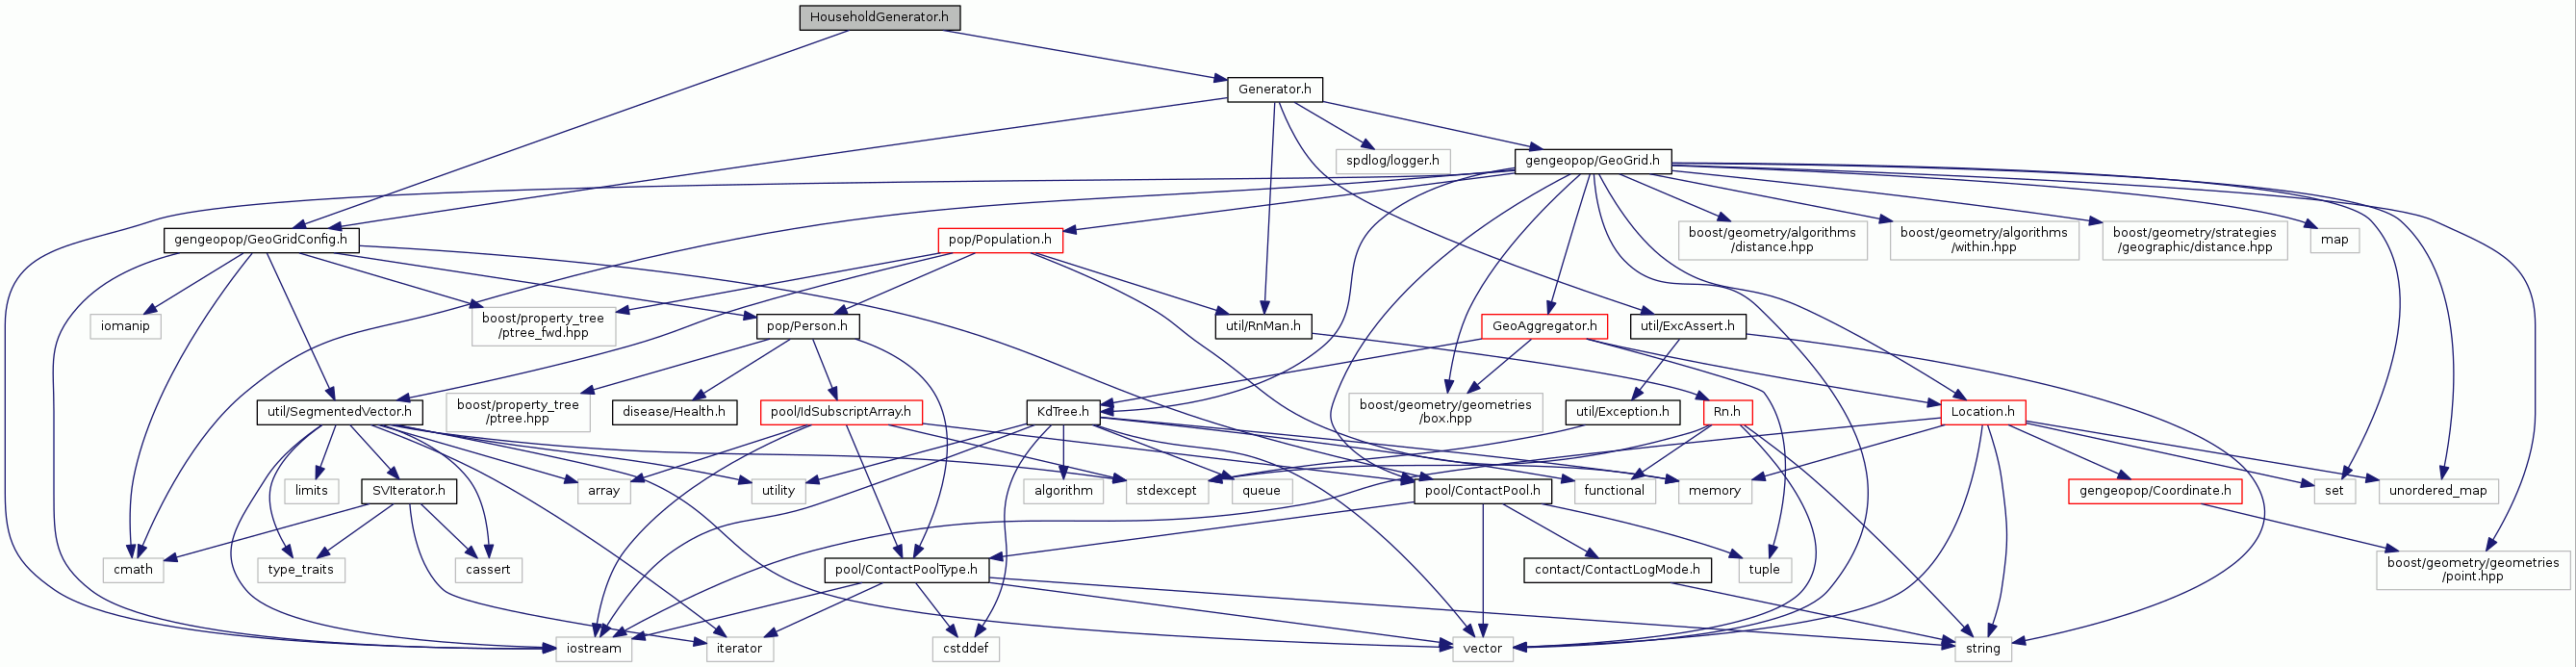 HouseholdGenerator.h
Generator.h
spdlog/logger.h
gengeopop/GeoGrid.h
gengeopop/GeoGridConfig.h
pop/Population.h
boost/geometry/algorithms
/distance.hpp
boost/geometry/algorithms
/within.hpp
boost/geometry/strategies
/geographic/distance.hpp
map
iomanip
boost/property_tree
/ptree_fwd.hpp
pop/Person.h
util/RnMan.h
GeoAggregator.h
util/ExcAssert.h
util/SegmentedVector.h
boost/property_tree
/ptree.hpp
disease/Health.h
pool/IdSubscriptArray.h
KdTree.h
boost/geometry/geometries
/box.hpp
util/Exception.h
Rn.h
Location.h
limits
SVIterator.h
array
utility
algorithm
stdexcept
queue
pool/ContactPool.h
functional
memory
gengeopop/Coordinate.h
set
unordered_map
cmath
type_traits
cassert
pool/ContactPoolType.h
contact/ContactLogMode.h
tuple
boost/geometry/geometries
/point.hpp
iostream
iterator
cstddef
vector
string